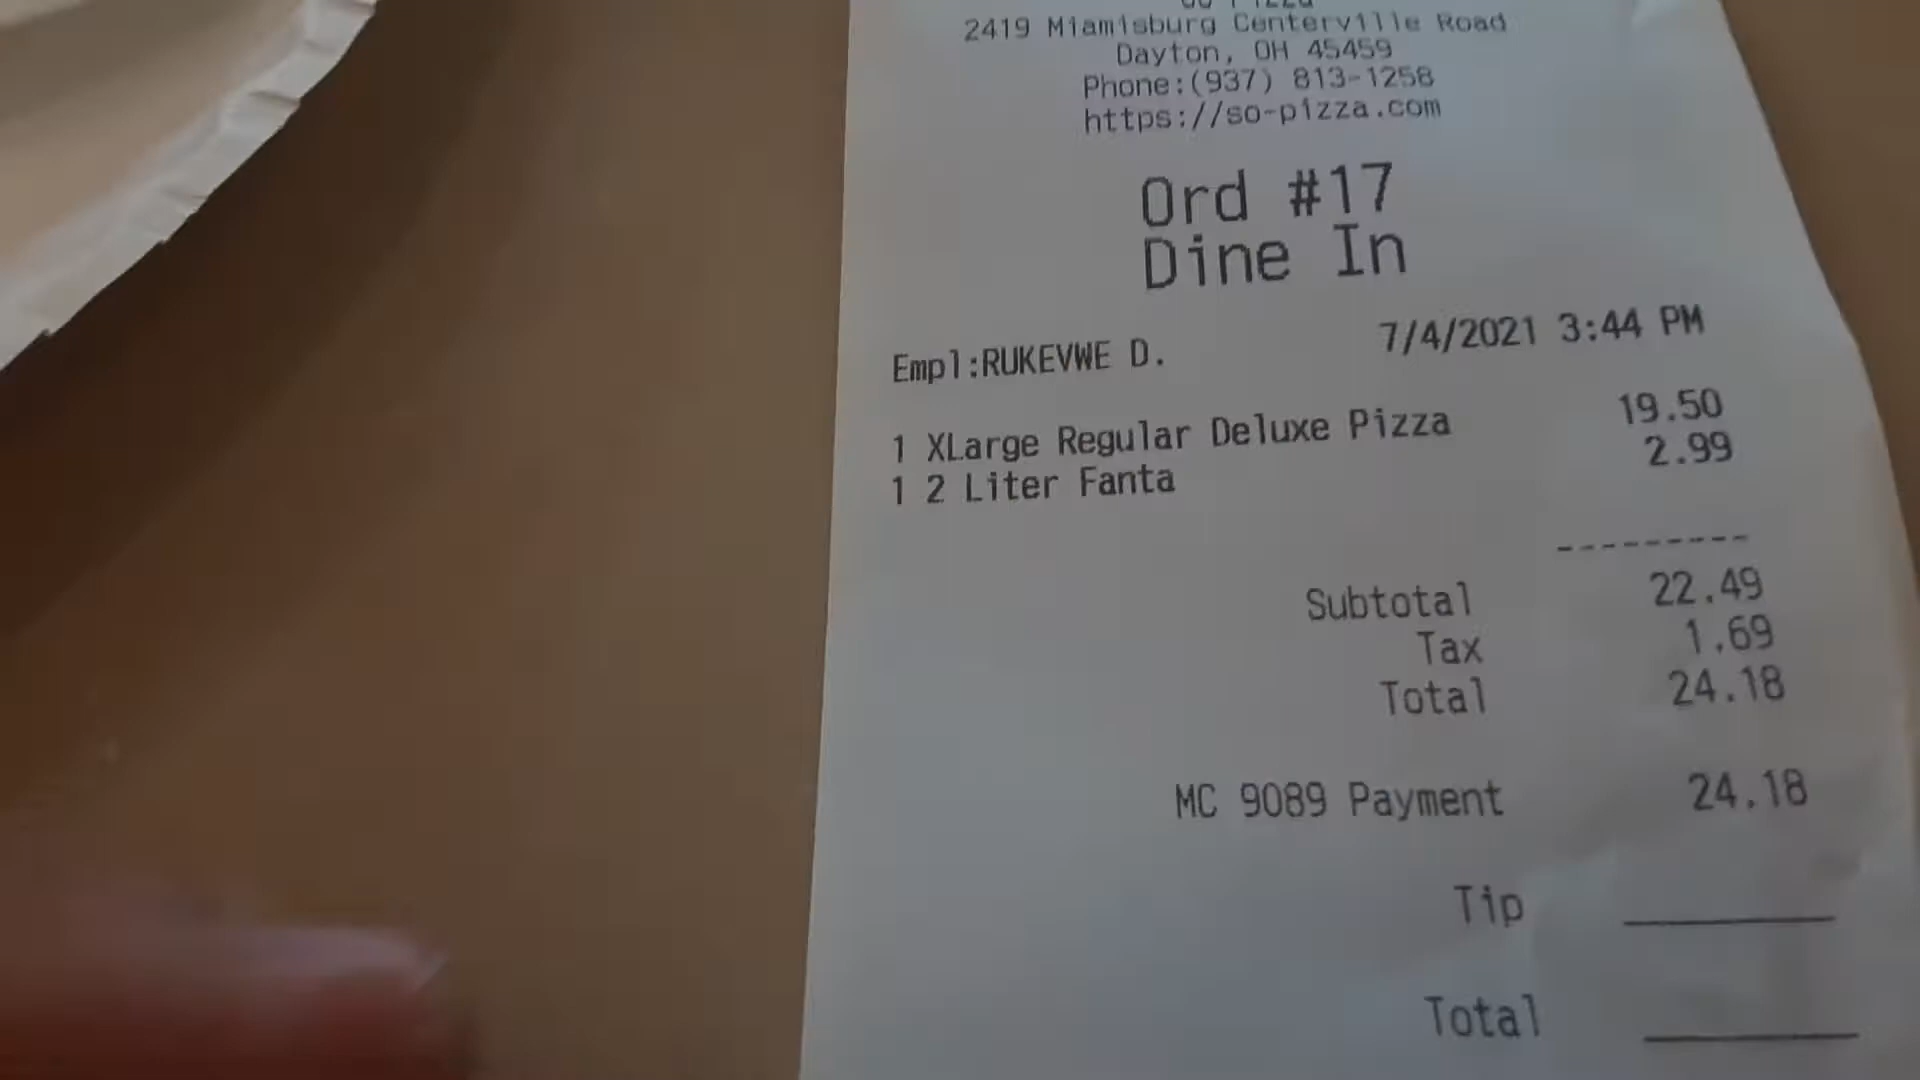 2419 Miamisburg Centerville Road
Dayton, OH 45459
Phone:(937) 813-1258
https://so-pizza.com
Ord #17
Dine In
Empl:RUKEVWE D. 7/4/2021 3:44 PM
1 XLarge Regular Deluxe Pizza 19.50
1 2 Liter Fanta 2.99
---------
Subtotal 22.49
Tax 1.69
Total 24.18
MC 9089 Payment 24.18
Tip
Total